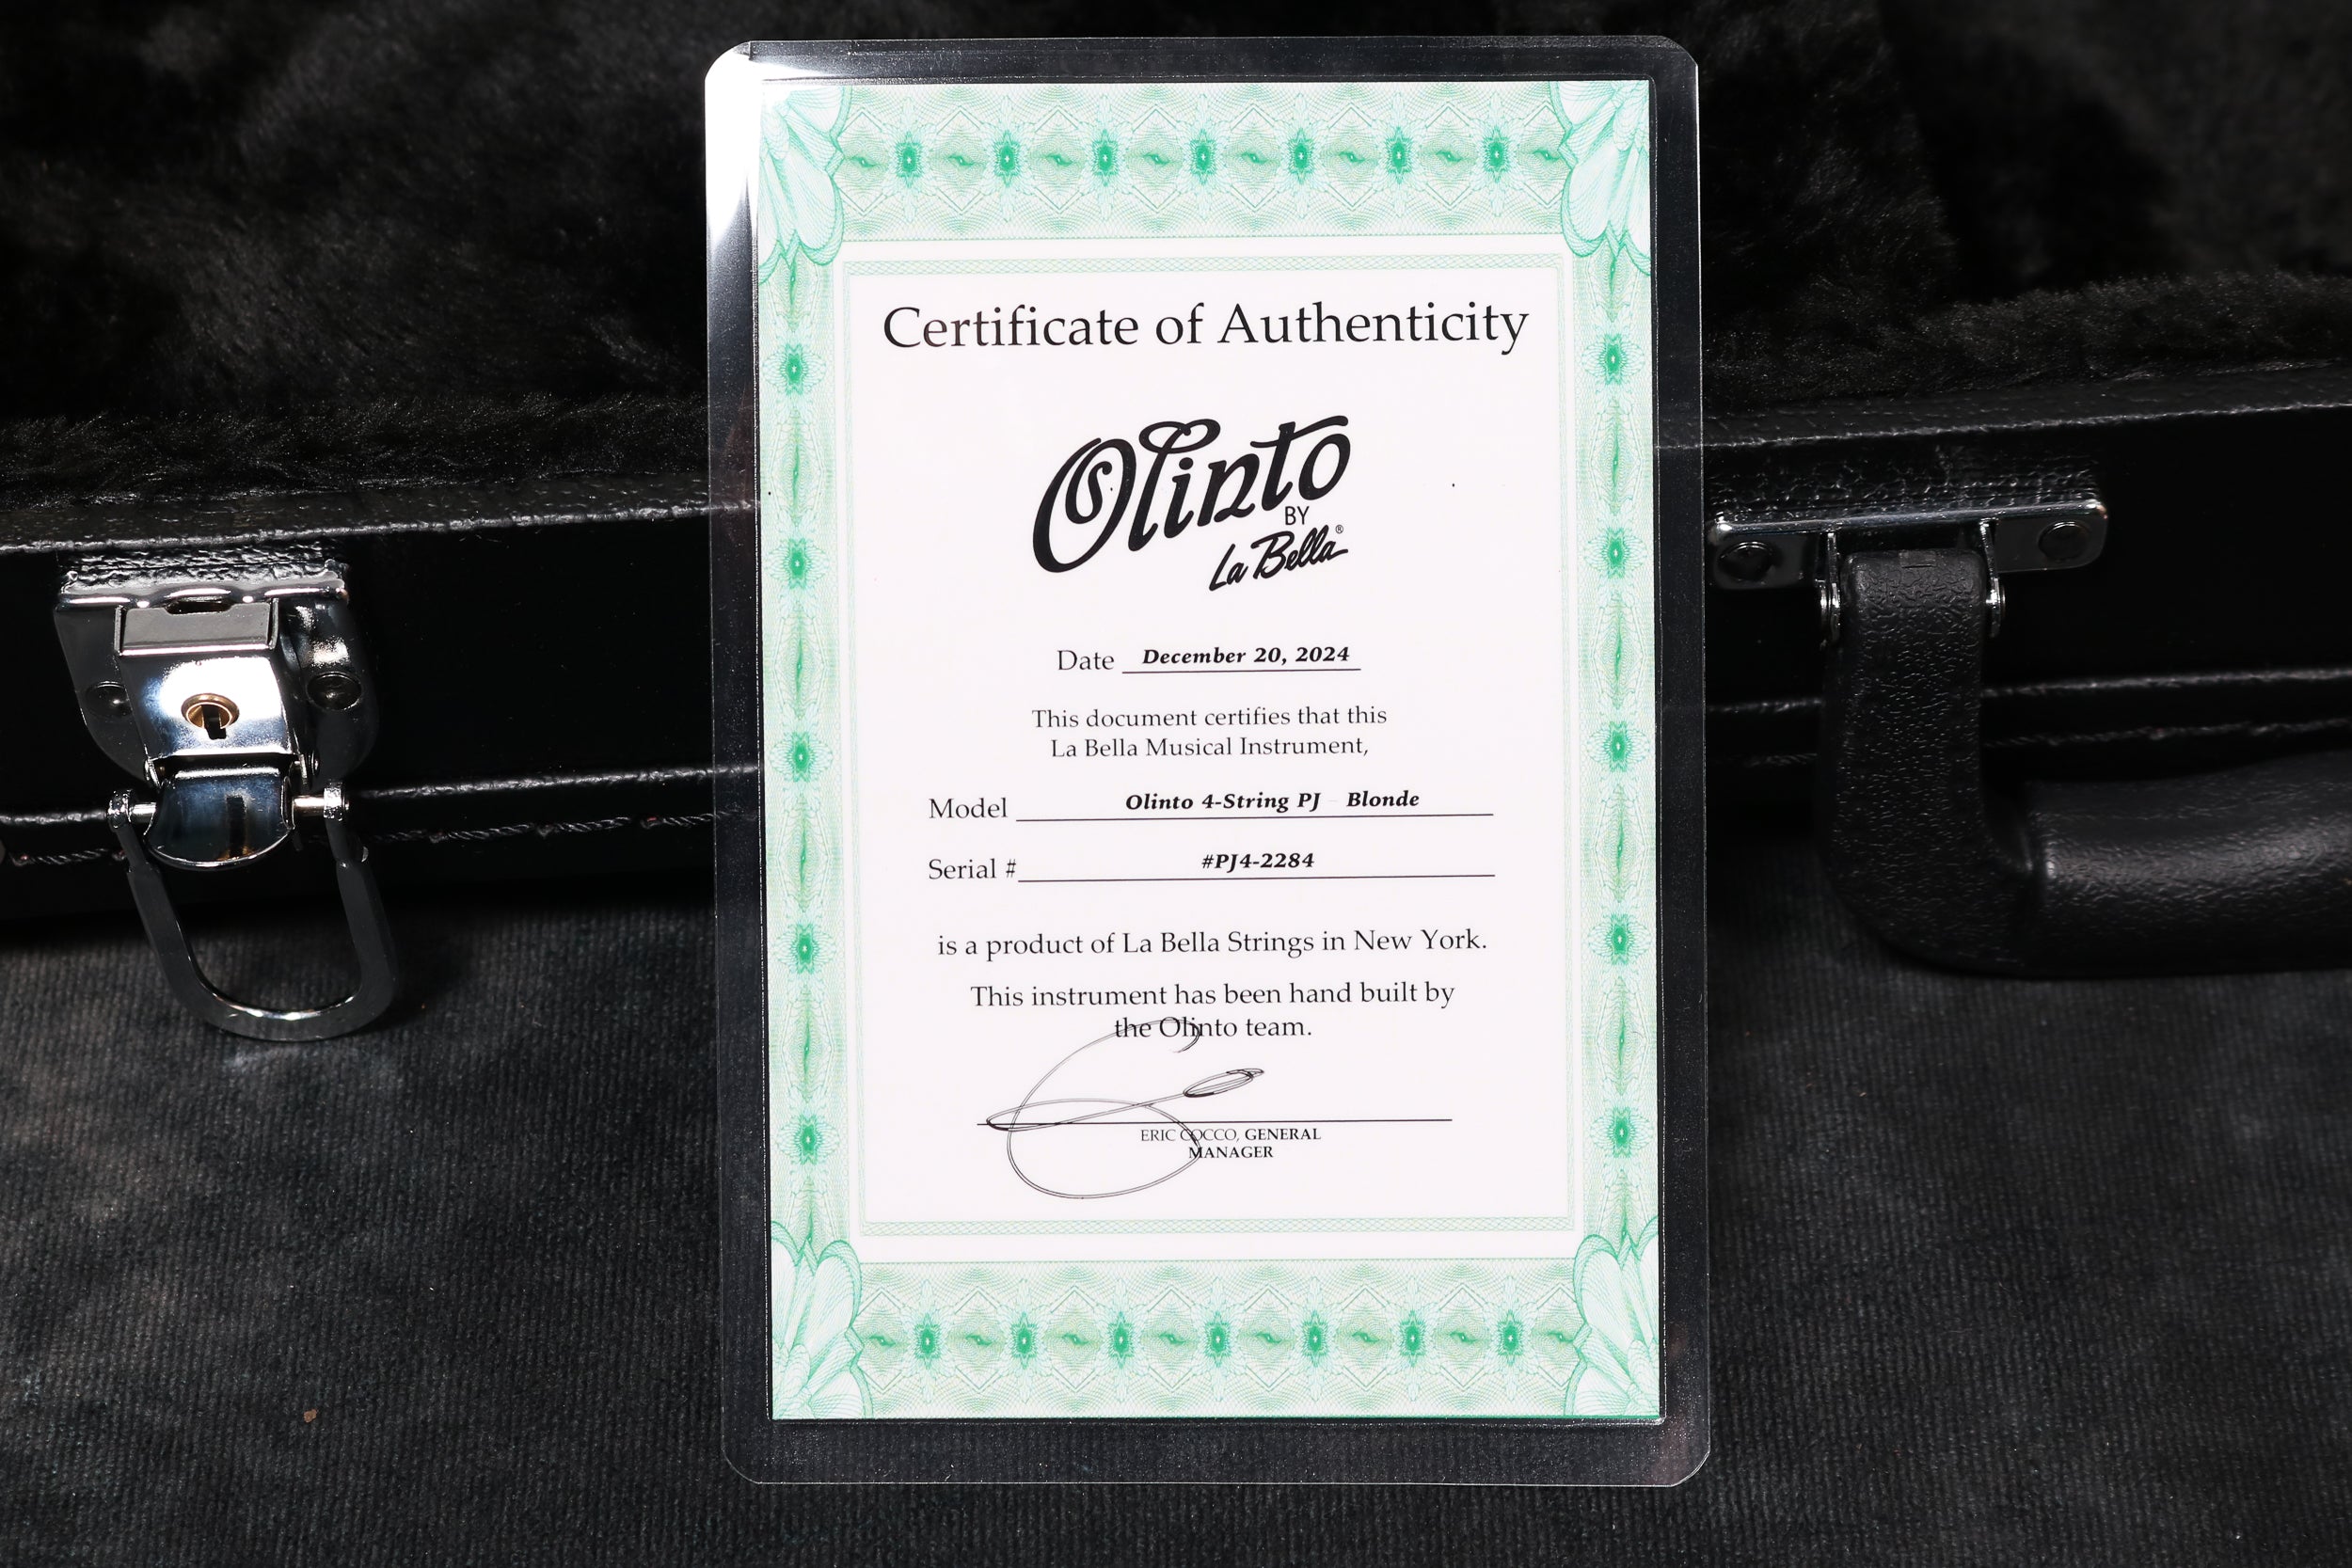 Certificate of Authenticity
Olinto
BY
La Bella®
Date December 20, 2024
This document certifies that this
La Bella Musical Instrument,
Model Olinto 4-String PJ Blonde
Serial # #PJ4-2284
is a product of La Bella Strings in New York.
This instrument has been hand built by
the Olinto team.
ERIC COCCO, GENERAL
MANAGER